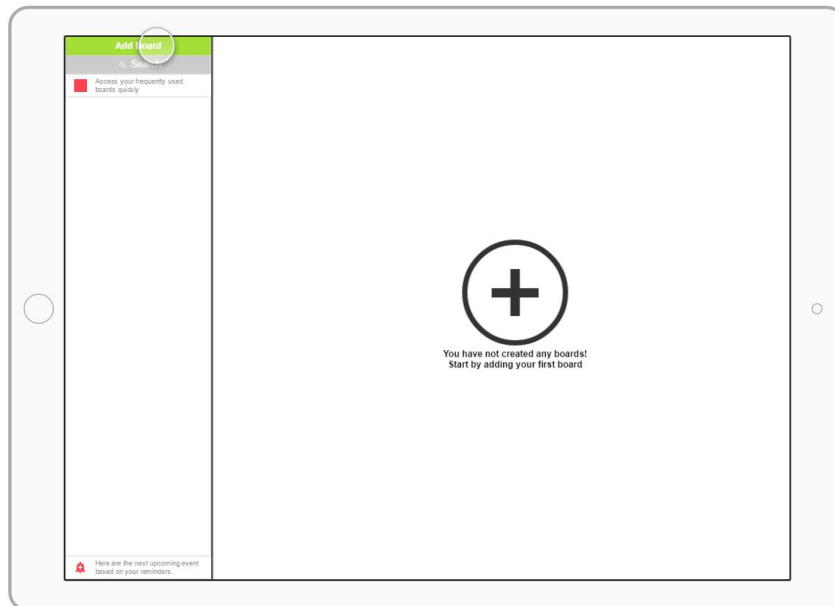 Add Board
Search
Access your frequently used
boards quickly
You have not created any boards!
Start by adding your first board
Here are the next upcoming event
based on your reminders.